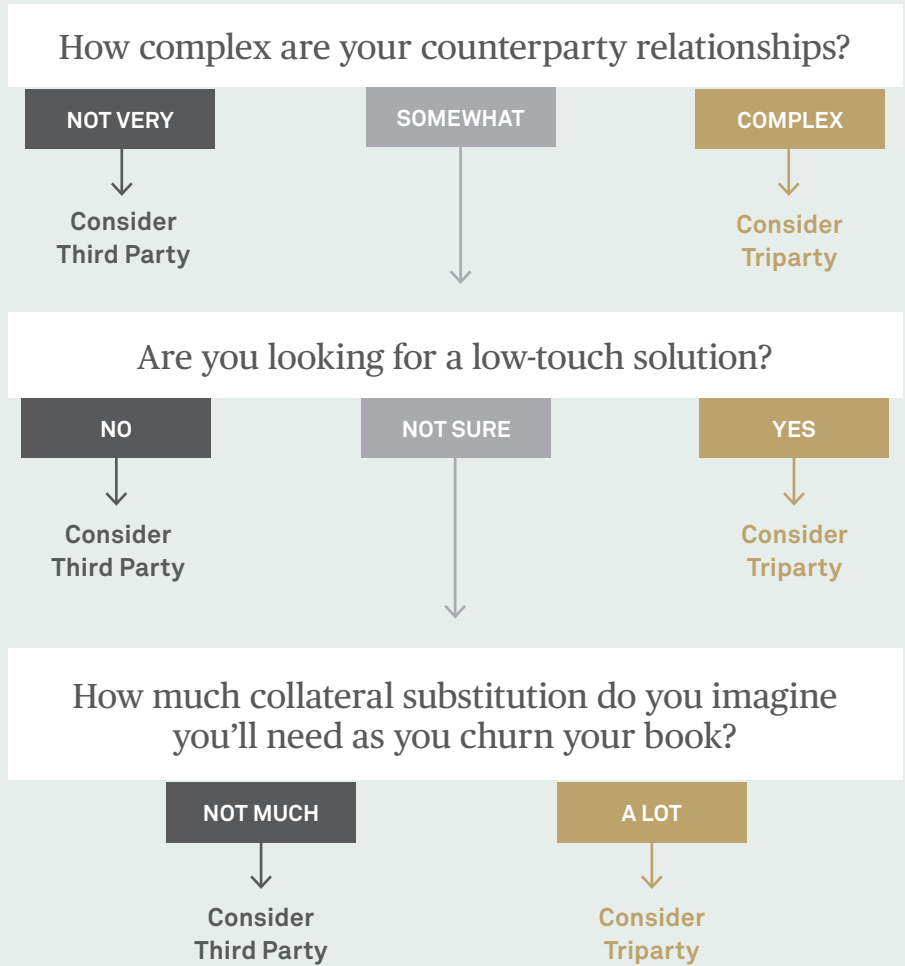 How complex are your counterparty relationships?
NOT VERY
SOMEWHAT
COMPLEX
Consider
Third Party
Consider
Triparty
Are you looking for a low-touch solution?
NO
NOT SURE
YES
Consider
Third Party
Consider
Triparty
How much collateral substitution do you imagine
you’ll need as you churn your book?
NOT MUCH
A LOT
Consider
Third Party
Consider
Triparty